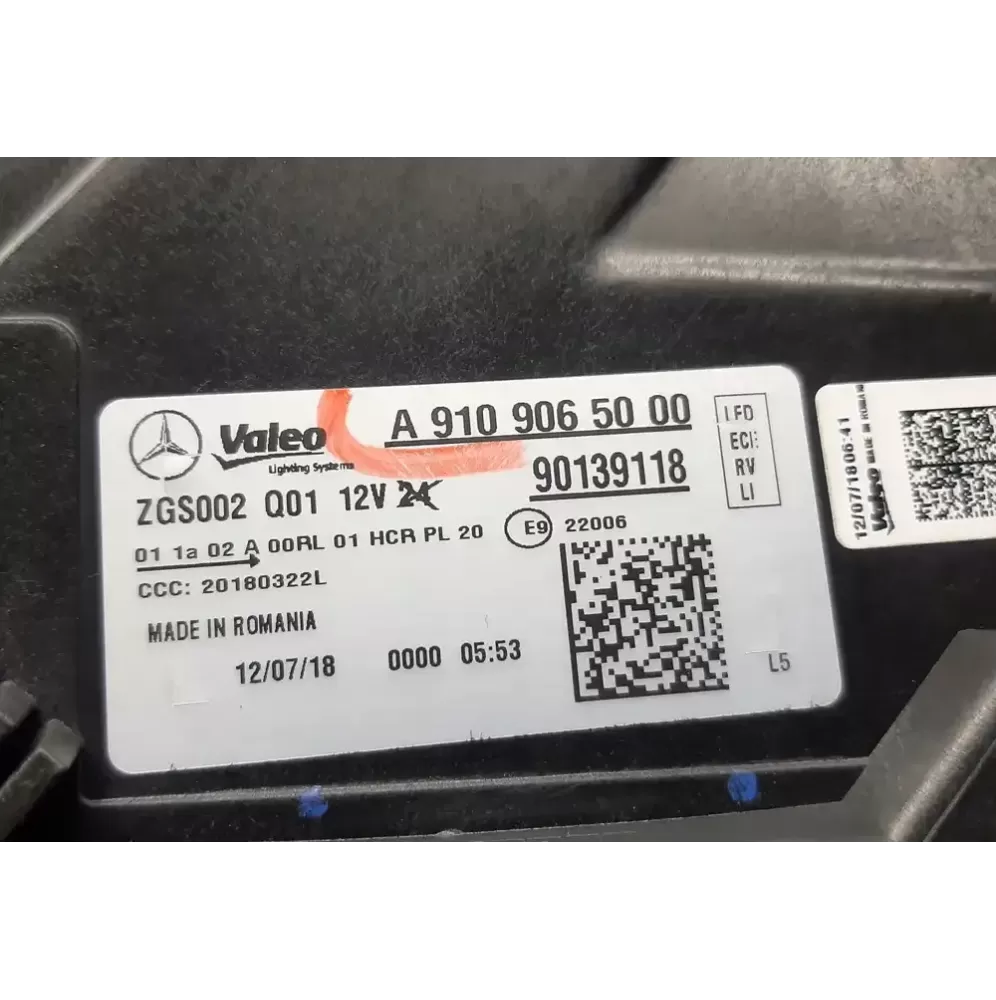 Valeo
Lighting Systems
A 910 906 50 00
90139118
LED
ECE
RV
LI
ZGS002 Q01 12V 24
01 1a 02 A 00RL 01 HCR PL 20
E9 22006
CCC: 20180322L
MADE IN ROMANIA
12/07/18 0000 05:53
L5
12/07/18 06:41
Valeo MADE IN ROMANIA